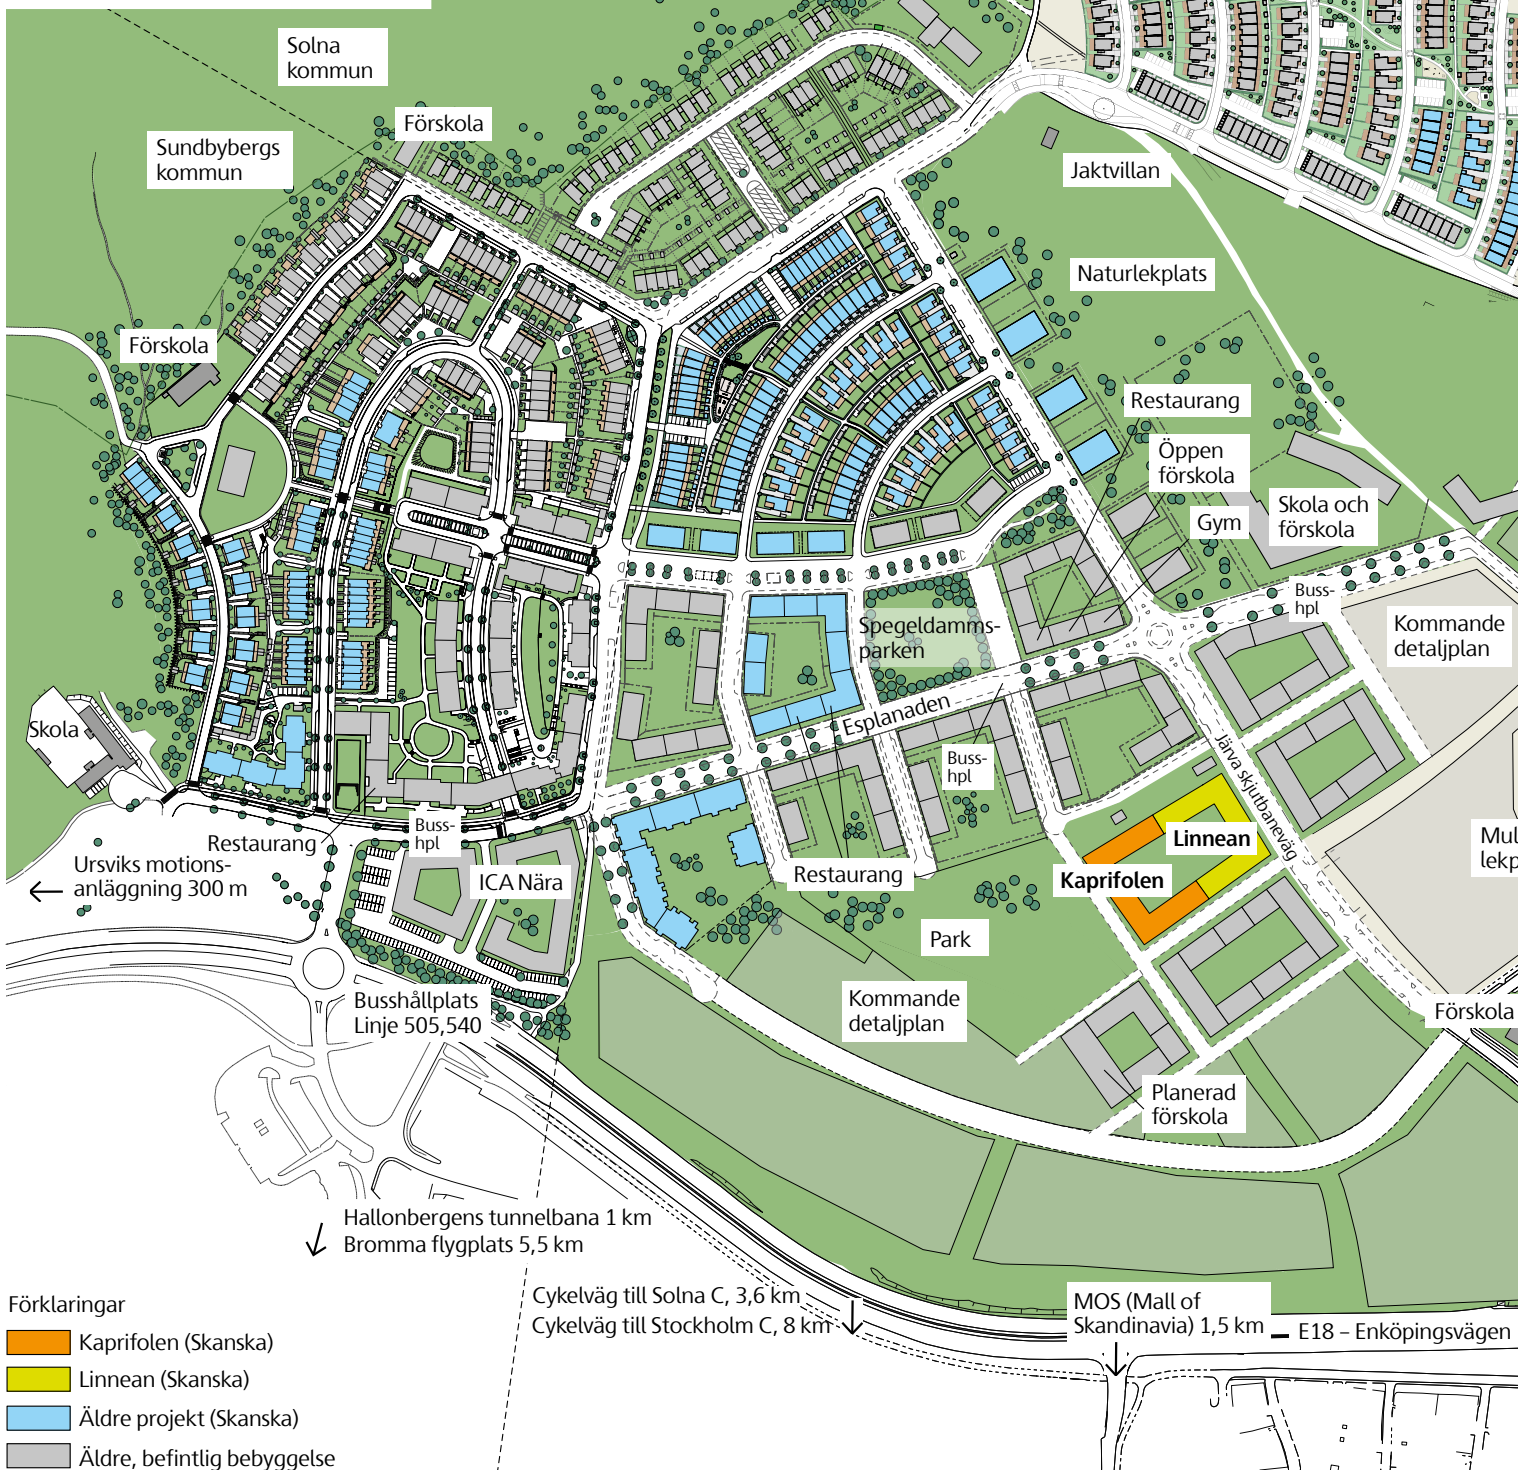 Solna
kommun
Förskola
Sundbybergs
kommun
Jaktvillan
Naturlekplats
Förskola
Restaurang
Öppen
förskola
Gym
Skola och
förskola
Buss-
hpl
Kommande
detaljplan
Spegeldamms-
parken
Esplanaden
Skola
Buss-
hpl
Järva skjutbaneväg
Restaurang
Buss-
hpl
Linnean
Kaprifolen
Ursviks motions-
anläggning 300 m
ICA Nära
Restaurang
Park
Busshållplats
Linje 505,540
Kommande
detaljplan
Förskola
Planerad
förskola
Hallonbergens tunnelbana 1 km
Bromma flygplats 5,5 km
Cykelväg till Solna C, 3,6 km
Cykelväg till Stockholm C, 8 km
MOS (Mall of
Skandinavia) 1,5 km
E18 – Enköpingsvägen
Förklaringar
Kaprifolen (Skanska)
Linnean (Skanska)
Äldre projekt (Skanska)
Äldre, befintlig bebyggelse